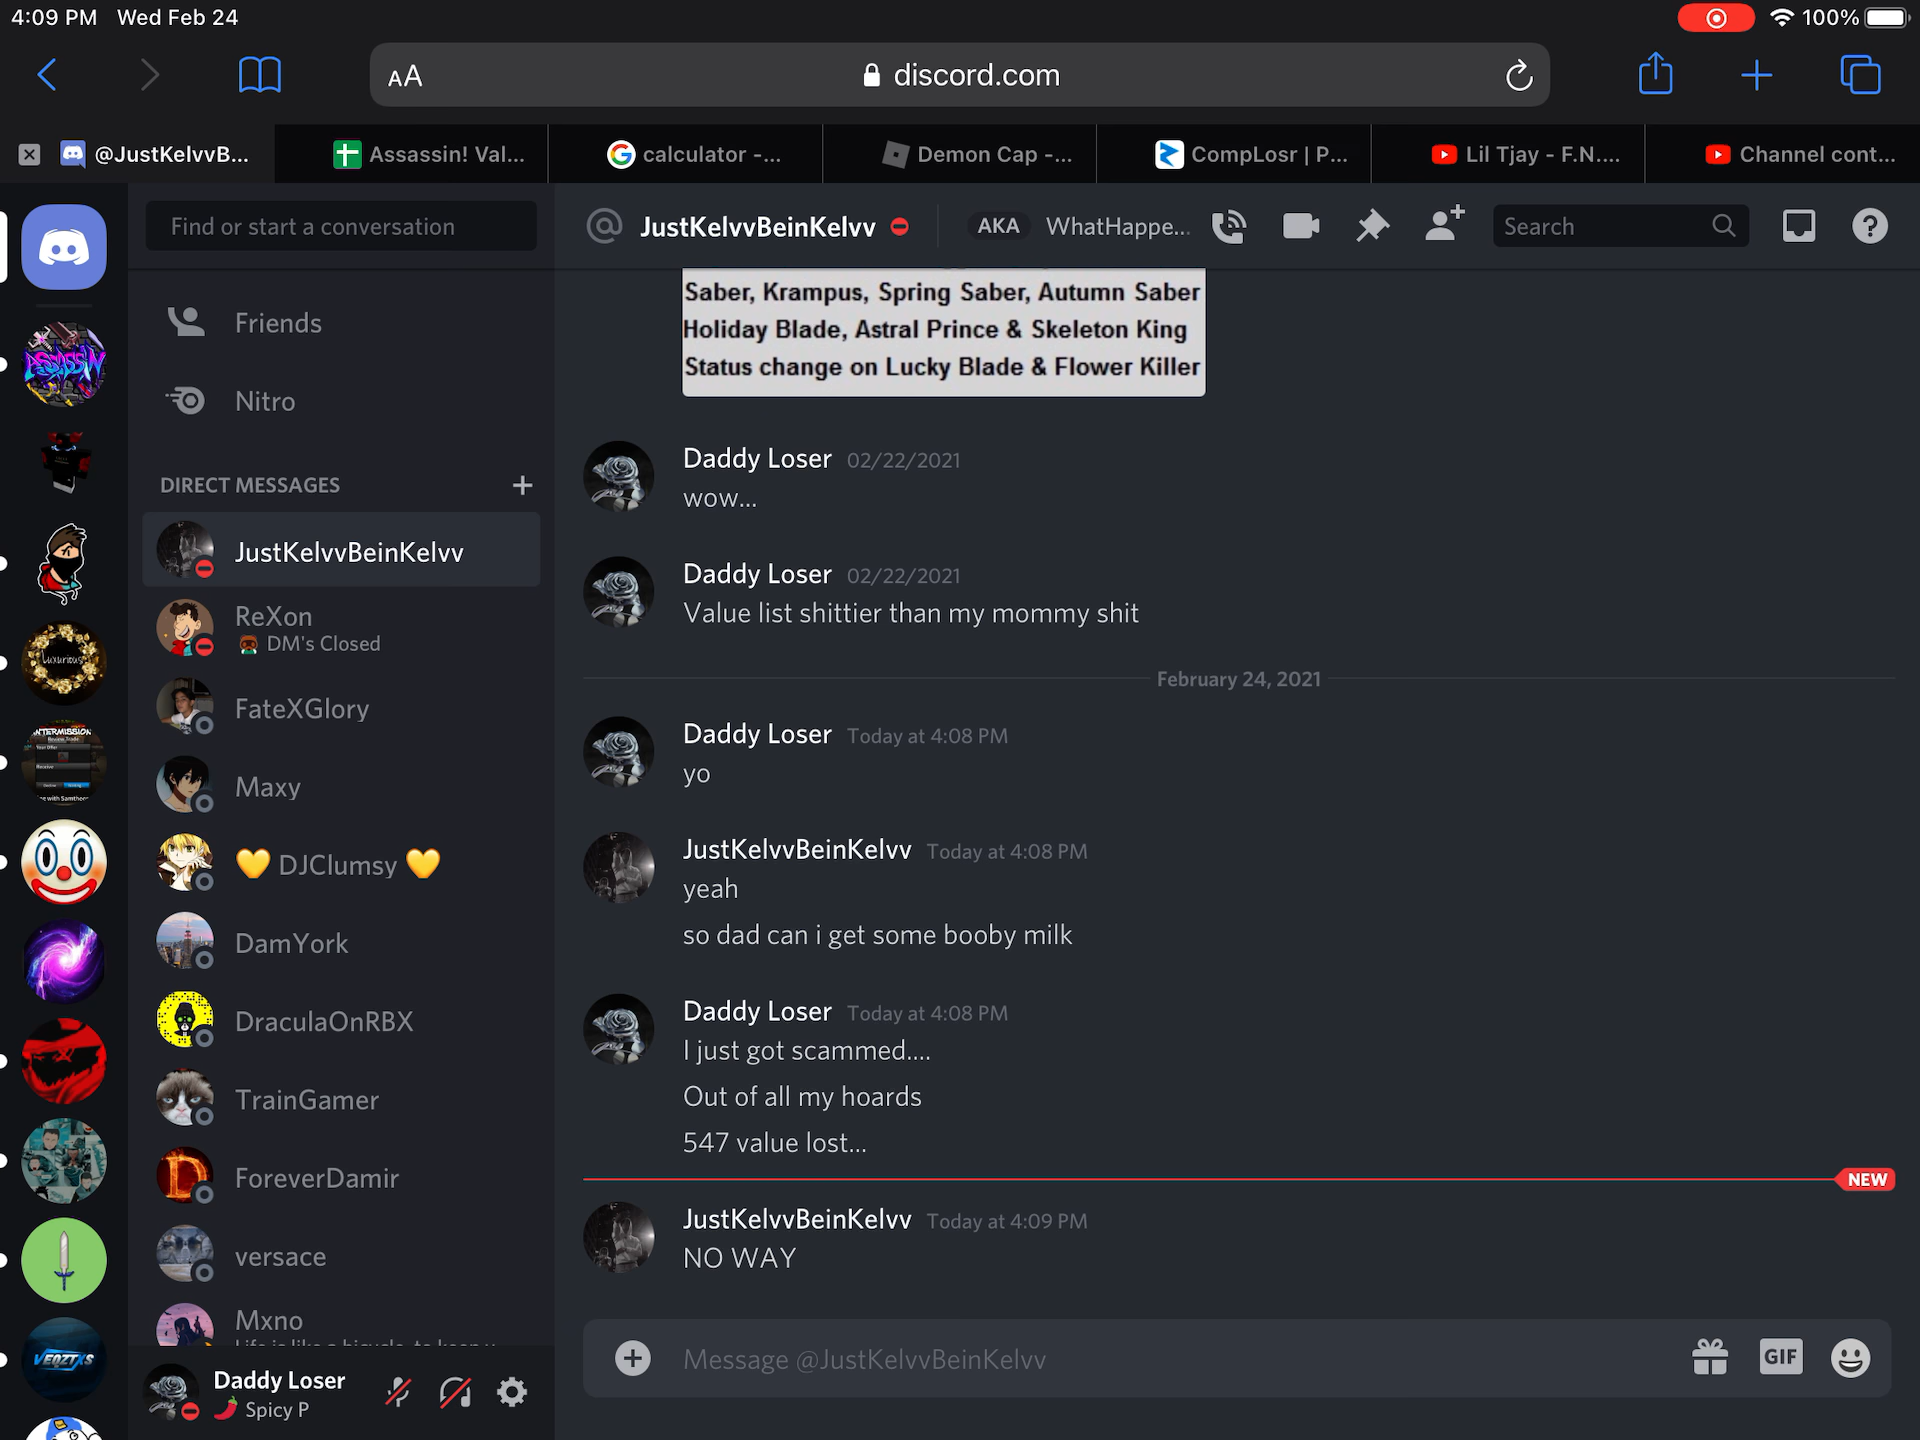 4:09 PM Wed Feb 24
100%
AA
discord.com
@JustKelvvB...
Assassin! Val...
calculator -...
Demon Cap -...
CompLosr | P...
Lil Tjay - F.N....
Channel cont...
Find or start a conversation
JustKelvvBeinKelvv
AKA WhatHappe...
Search
Friends
Nitro
DIRECT MESSAGES
JustKelvvBeinKelvv
ReXon
DM's Closed
FateXGlory
Maxy
💛 DJClumsy 💛
DamYork
DraculaOnRBX
TrainGamer
ForeverDamir
versace
Mxno
Daddy Loser
🌶️ Spicy P
ASSASSIN
Luxurious
INTERMISSION
VEQZTXS
Saber, Krampus, Spring Saber, Autumn Saber
Holiday Blade, Astral Prince & Skeleton King
Status change on Lucky Blade & Flower Killer
Daddy Loser 02/22/2021
wow...
Daddy Loser 02/22/2021
Value list shittier than my mommy shit
February 24, 2021
Daddy Loser Today at 4:08 PM
yo
JustKelvvBeinKelvv Today at 4:08 PM
yeah
so dad can i get some booby milk
Daddy Loser Today at 4:08 PM
I just got scammed....
Out of all my hoards
547 value lost...
NEW
JustKelvvBeinKelvv Today at 4:09 PM
NO WAY
Message @JustKelvvBeinKelvv
GIF